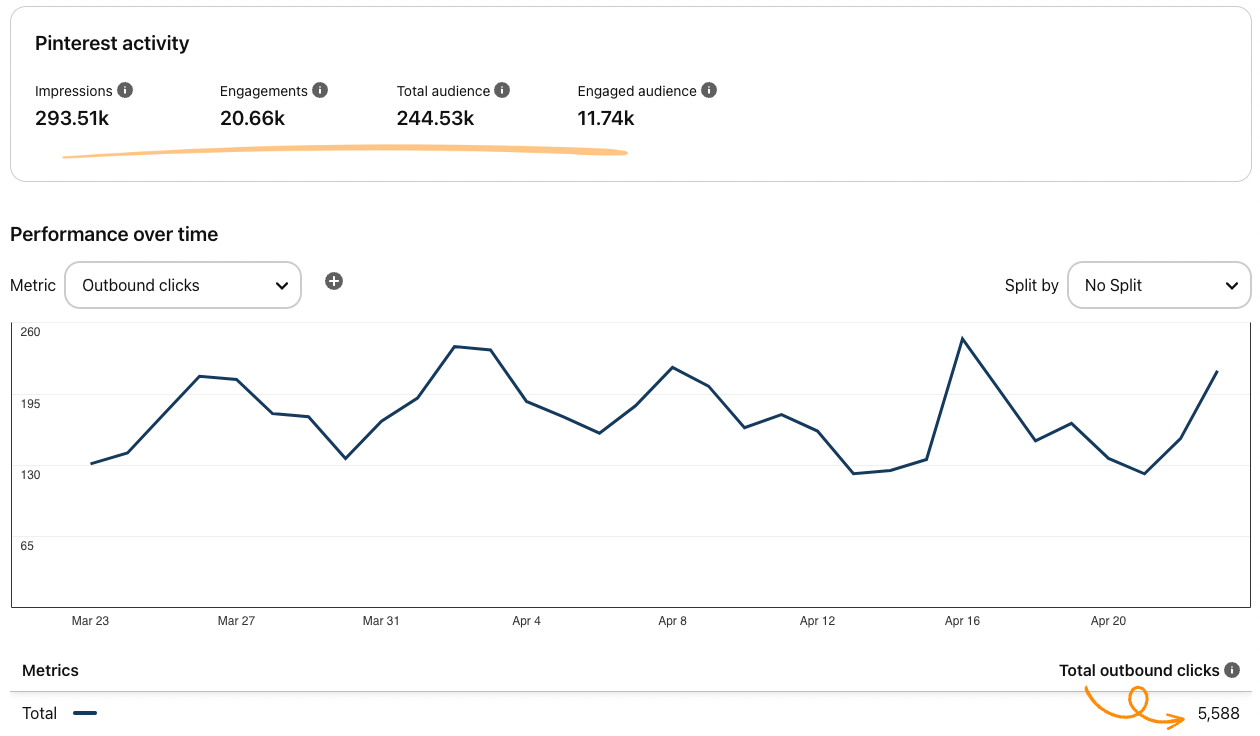 Pinterest activity
Impressions Engagements Total audience Engaged audience
293.51k 20.66k 244.53k 11.74k
Performance over time
Metric Outbound clicks Split by No Split
260
195
130
65
Mar 23 Mar 27 Mar 31 Apr 4 Apr 8 Apr 12 Apr 16 Apr 20
Metrics Total outbound clicks
Total 5,588